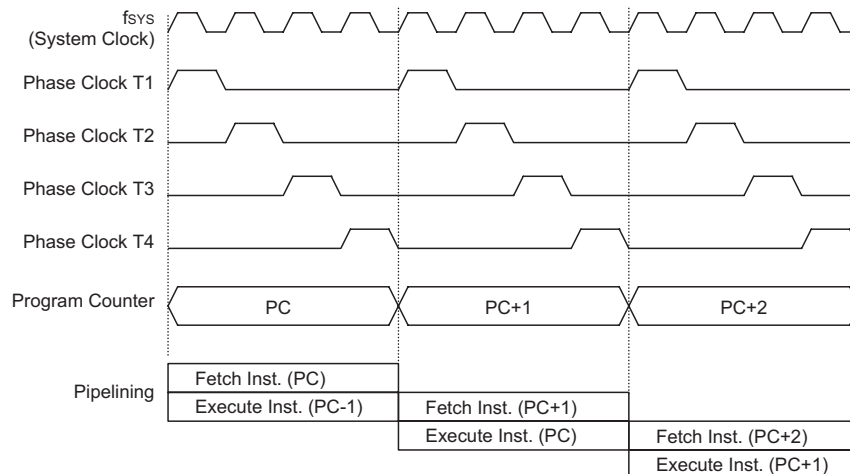 fSYS
(System Clock)
Phase Clock T1
Phase Clock T2
Phase Clock T3
Phase Clock T4
Program Counter
PC
PC+1
PC+2
Pipelining
Fetch Inst. (PC)
Execute Inst. (PC-1)
Fetch Inst. (PC+1)
Execute Inst. (PC)
Fetch Inst. (PC+2)
Execute Inst. (PC+1)